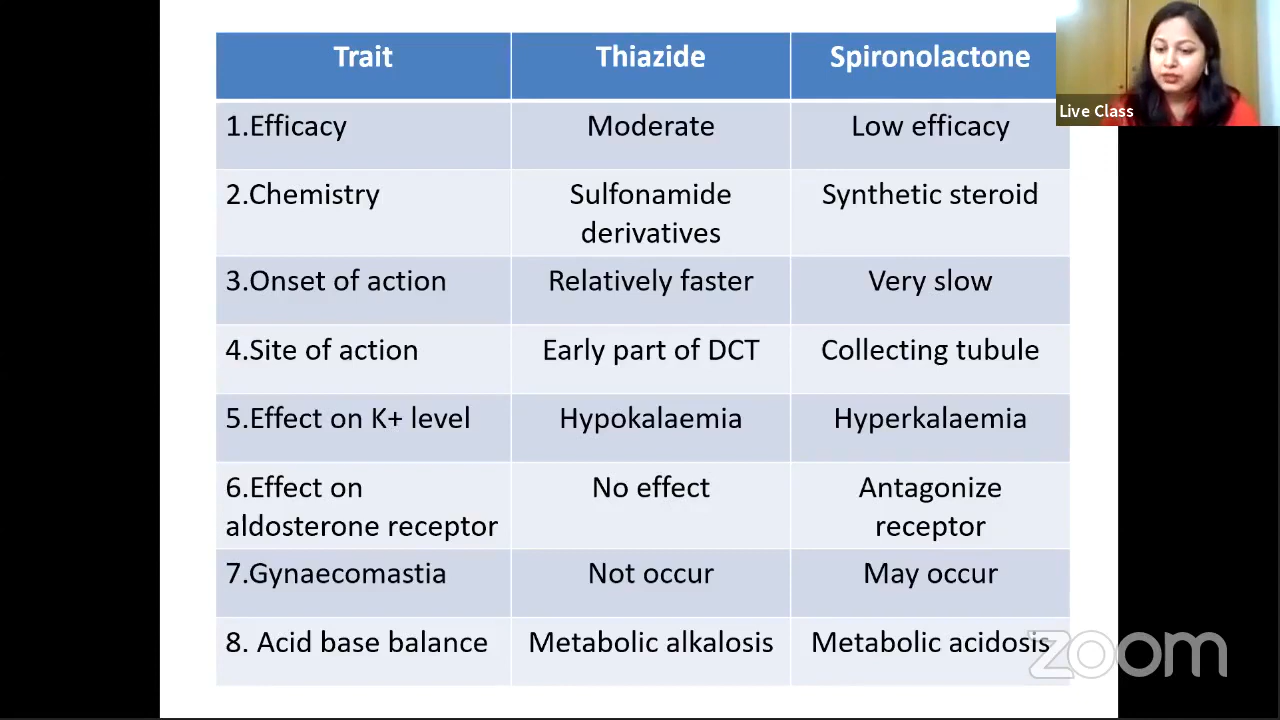 Trait Thiazide Spironolactone
Live Class
1.Efficacy Moderate Low efficacy
2.Chemistry Sulfonamide derivatives Synthetic steroid
3.Onset of action Relatively faster Very slow
4.Site of action Early part of DCT Collecting tubule
5.Effect on K+ level Hypokalaemia Hyperkalaemia
6.Effect on aldosterone receptor No effect Antagonize receptor
7.Gynaecomastia Not occur May occur
8. Acid base balance Metabolic alkalosis Metabolic acidosis
zoom